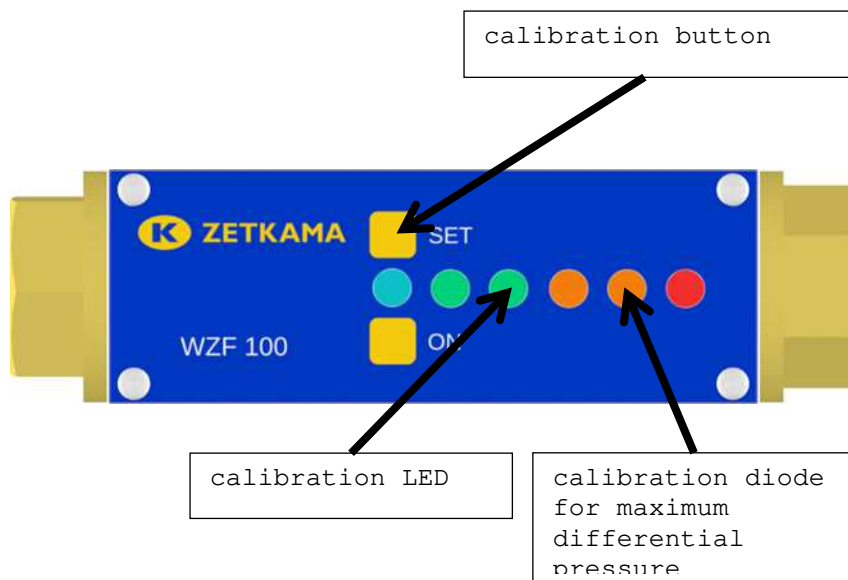 calibration button
K ZETKAMA
SET
WZF 100
ON
calibration LED
calibration diode
for maximum
differential
pressure